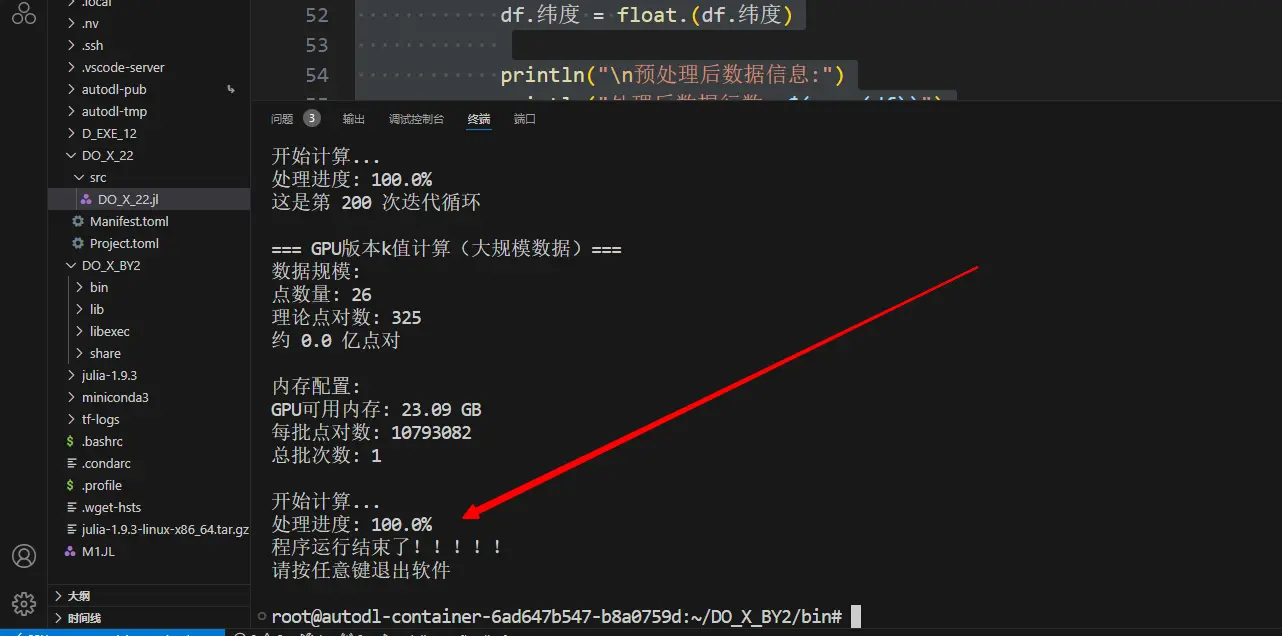 .local
.nv
.ssh
.vscode-server
autodl-pub
autodl-tmp
D_EXE_12
DO_X_22
src
DO_X_22.jl
Manifest.toml
Project.toml
DO_X_BY2
bin
lib
libexec
share
julia-1.9.3
miniconda3
tf-logs
$ .bashrc
.condarc
$ .profile
.wget-hsts
julia-1.9.3-linux-x86_64.tar.gz
M1.JL
大纲
时间线
52 df.纬度 = float.(df.纬度)
53
54 println("\n预处理后数据信息:")
问题 3 输出 调试控制台 终端 端口
开始计算...
处理进度: 100.0%
这是第 200 次迭代循环
=== GPU版本k值计算（大规模数据）===
数据规模:
点数量: 26
理论点对数: 325
约 0.0 亿点对
内存配置:
GPU可用内存: 23.09 GB
每批点对数: 10793082
总批次数: 1
开始计算...
处理进度: 100.0%
程序运行结束了！！！！！
请按任意键退出软件
root@autodl-container-6ad647b547-b8a0759d:~/DO_X_BY2/bin#